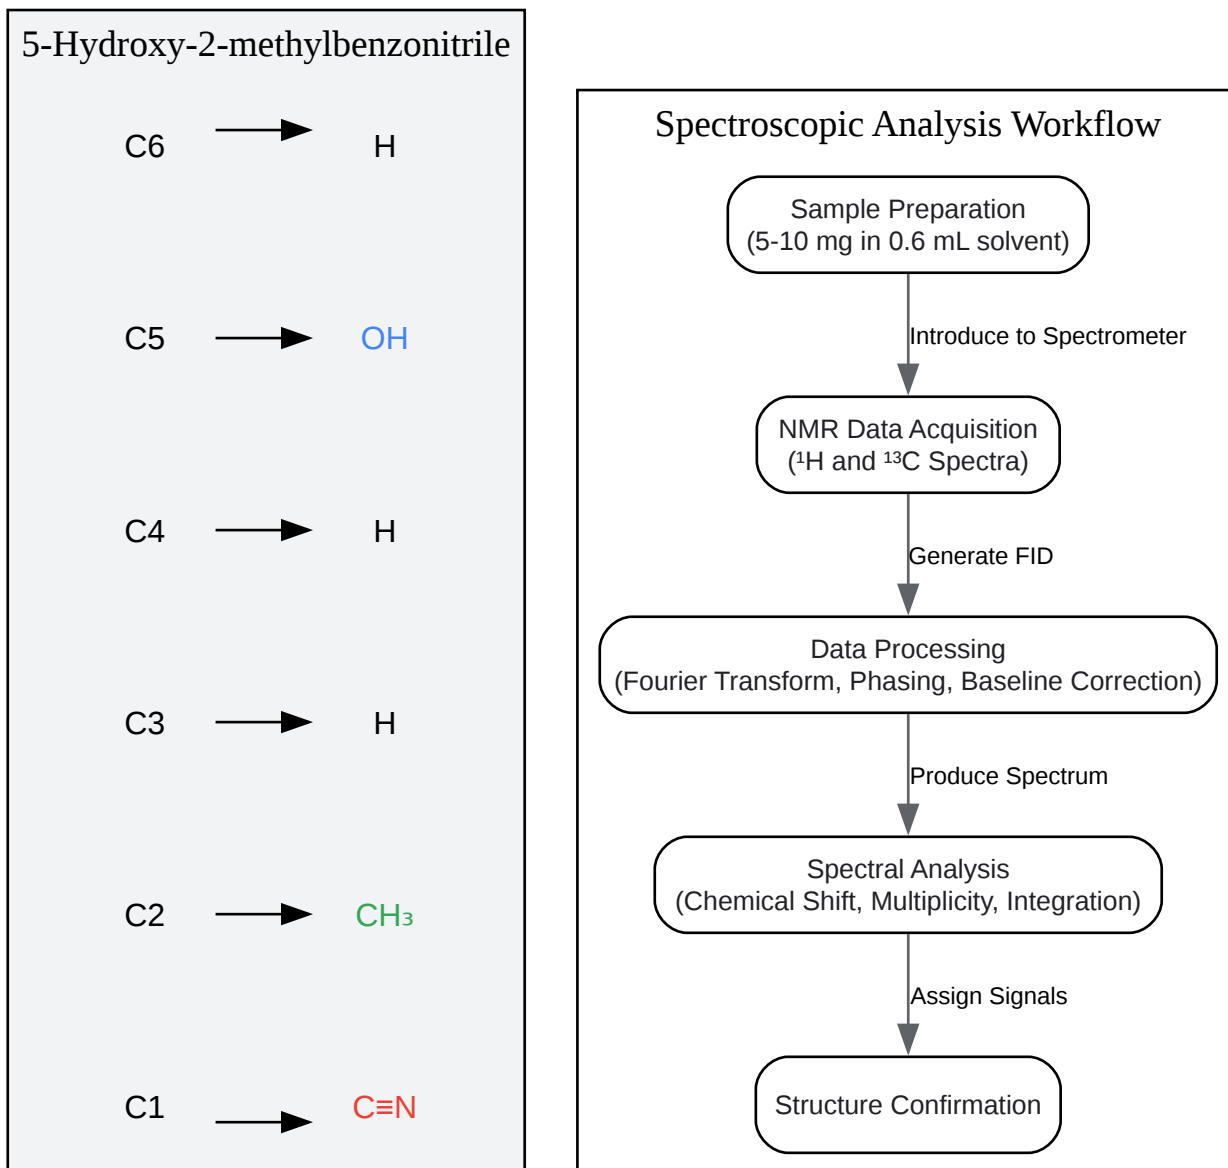 5-Hydroxy-2-methylbenzonitrile
C6 H
C5 OH
C4 H
C3 H
C2 CH₃
C1 C≡N
Spectroscopic Analysis Workflow
Sample Preparation
(5-10 mg in 0.6 mL solvent)
Introduce to Spectrometer
NMR Data Acquisition
(¹H and ¹³C Spectra)
Generate FID
Data Processing
(Fourier Transform, Phasing, Baseline Correction)
Produce Spectrum
Spectral Analysis
(Chemical Shift, Multiplicity, Integration)
Assign Signals
Structure Confirmation